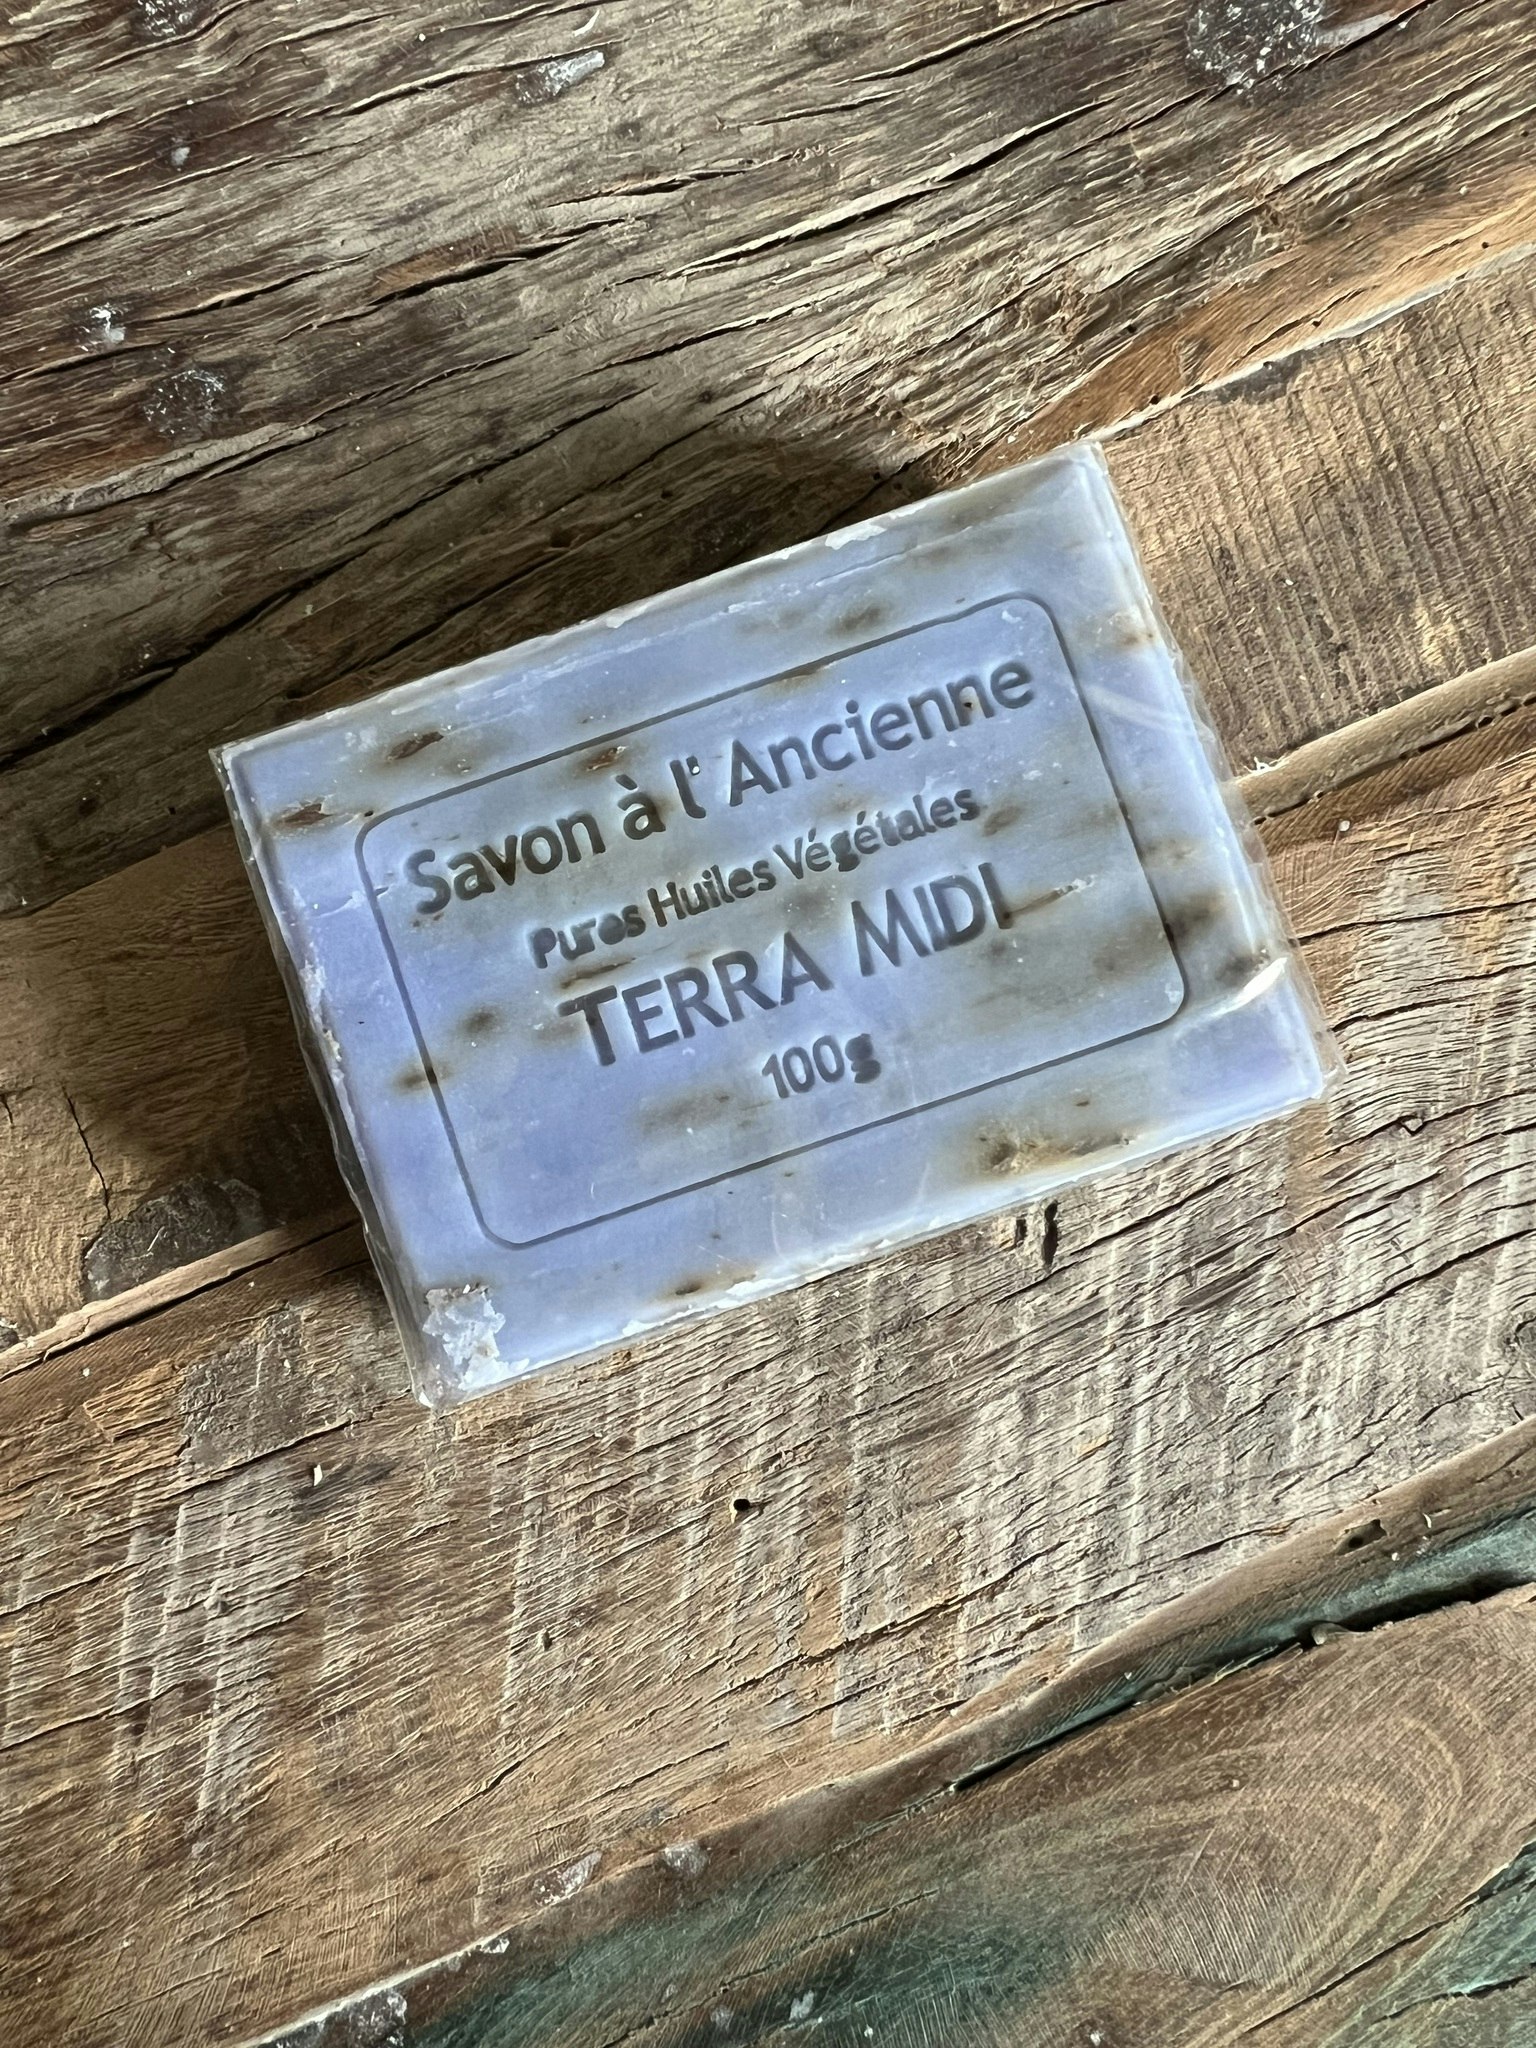 Savon à l'Ancienne
Pures Huiles Végétales
TERRA MIDI
100g